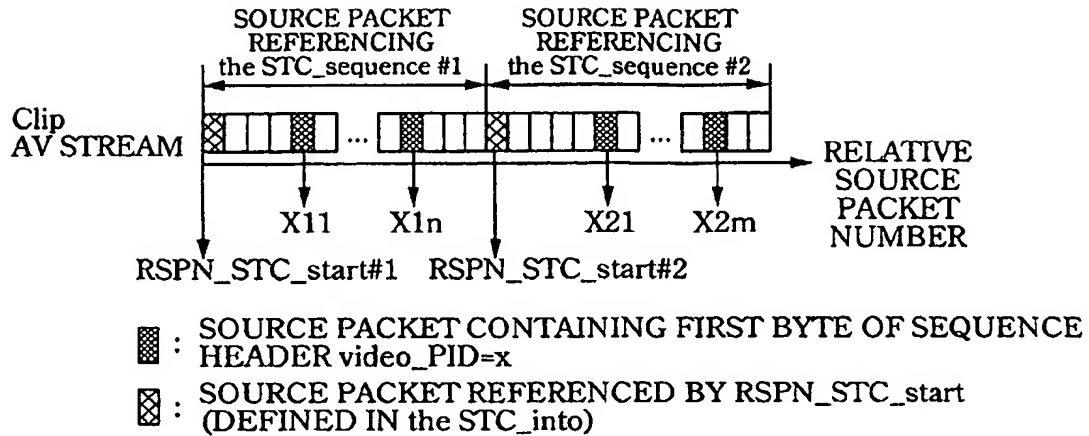 SOURCE PACKET
REFERENCING
the STC_sequence #1
SOURCE PACKET
REFERENCING
the STC_sequence #2
Clip
AV STREAM
...
...
RELATIVE
SOURCE
PACKET
NUMBER
X11
X1n
X21
X2m
RSPN_STC_start#1
RSPN_STC_start#2
: SOURCE PACKET CONTAINING FIRST BYTE OF SEQUENCE
HEADER video_PID=x
: SOURCE PACKET REFERENCED BY RSPN_STC_start
(DEFINED IN the STC_into)